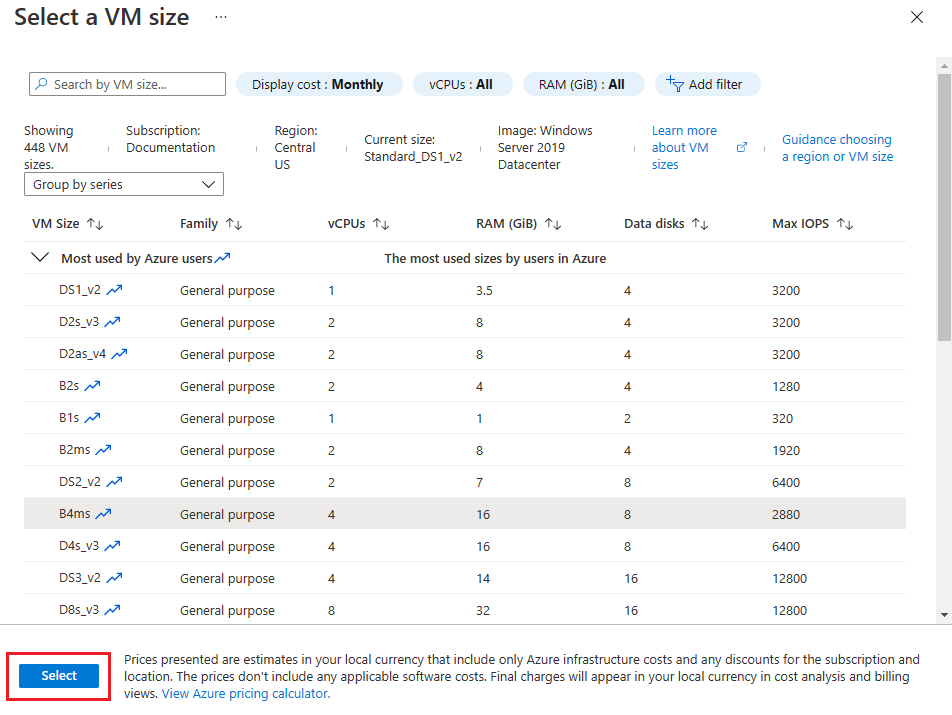 Select a VM size ...
Search by VM size...
Display cost : Monthly
vCPUs : All
RAM (GiB) : All
Add filter
Showing
448 VM
sizes.
Subscription:
Documentation
Region:
Central
US
Current size:
Standard_DS1_v2
Image: Windows
Server 2019
Datacenter
Learn more
about VM
sizes
Guidance choosing
a region or VM size
Group by series
VM Size Family vCPUs RAM (GiB) Data disks Max IOPS
Most used by Azure users The most used sizes by users in Azure
DS1_v2 General purpose 1 3.5 4 3200
D2s_v3 General purpose 2 8 4 3200
D2as_v4 General purpose 2 8 4 3200
B2s General purpose 2 4 4 1280
B1s General purpose 1 1 2 320
B2ms General purpose 2 8 4 1920
DS2_v2 General purpose 2 7 8 6400
B4ms General purpose 4 16 8 2880
D4s_v3 General purpose 4 16 8 6400
DS3_v2 General purpose 4 14 16 12800
D8s_v3 General purpose 8 32 16 12800
Select
Prices presented are estimates in your local currency that include only Azure infrastructure costs and any discounts for the subscription and
location. The prices don't include any applicable software costs. Final charges will appear in your local currency in cost analysis and billing
views. View Azure pricing calculator.